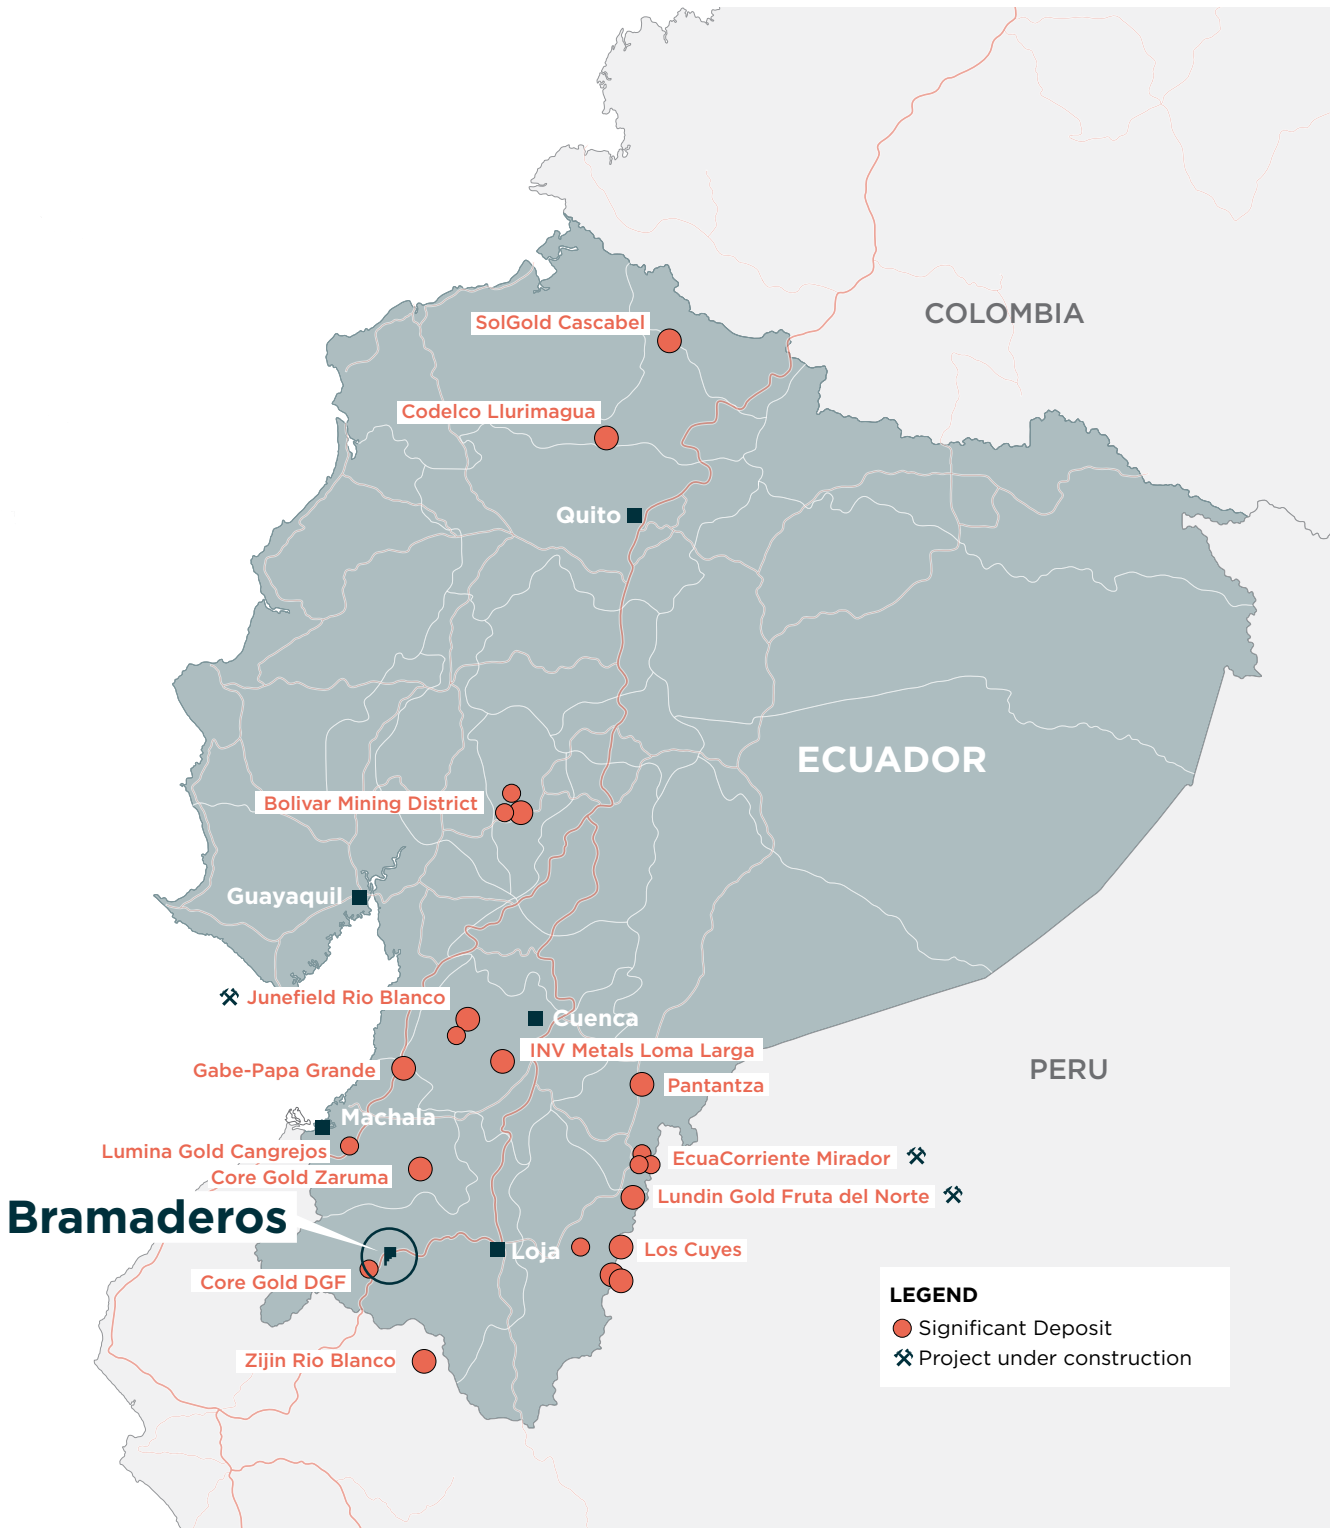 COLOMBIA
SolGold Cascabel
Codelco Llurimagua
Quito
ECUADOR
Bolivar Mining District
Guayaquil
Junefield Rio Blanco
Cuenca
INV Metals Loma Larga
Gabe-Papa Grande
PERU
Pantantza
Machala
Lumina Gold Cangrejos
EcuaCorriente Mirador
Core Gold Zaruma
Lundin Gold Fruta del Norte
Bramaderos
Loja
Los Cuyes
Core Gold DGF
Zijin Rio Blanco
LEGEND
Significant Deposit
Project under construction